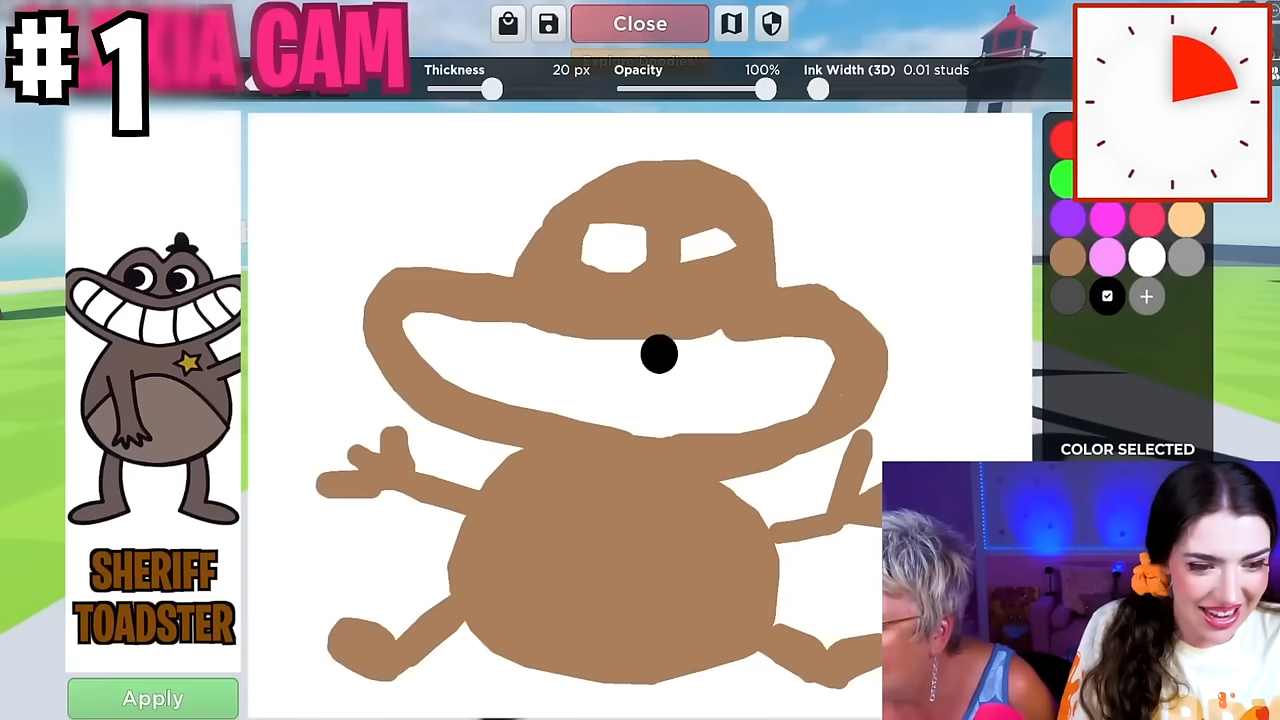 #1
CAM
Close
Thickness
20 px
Opacity
100%
Ink Width (3D)
0.01 studs
SHERIFF
TOADSTER
Apply
COLOR SELECTED